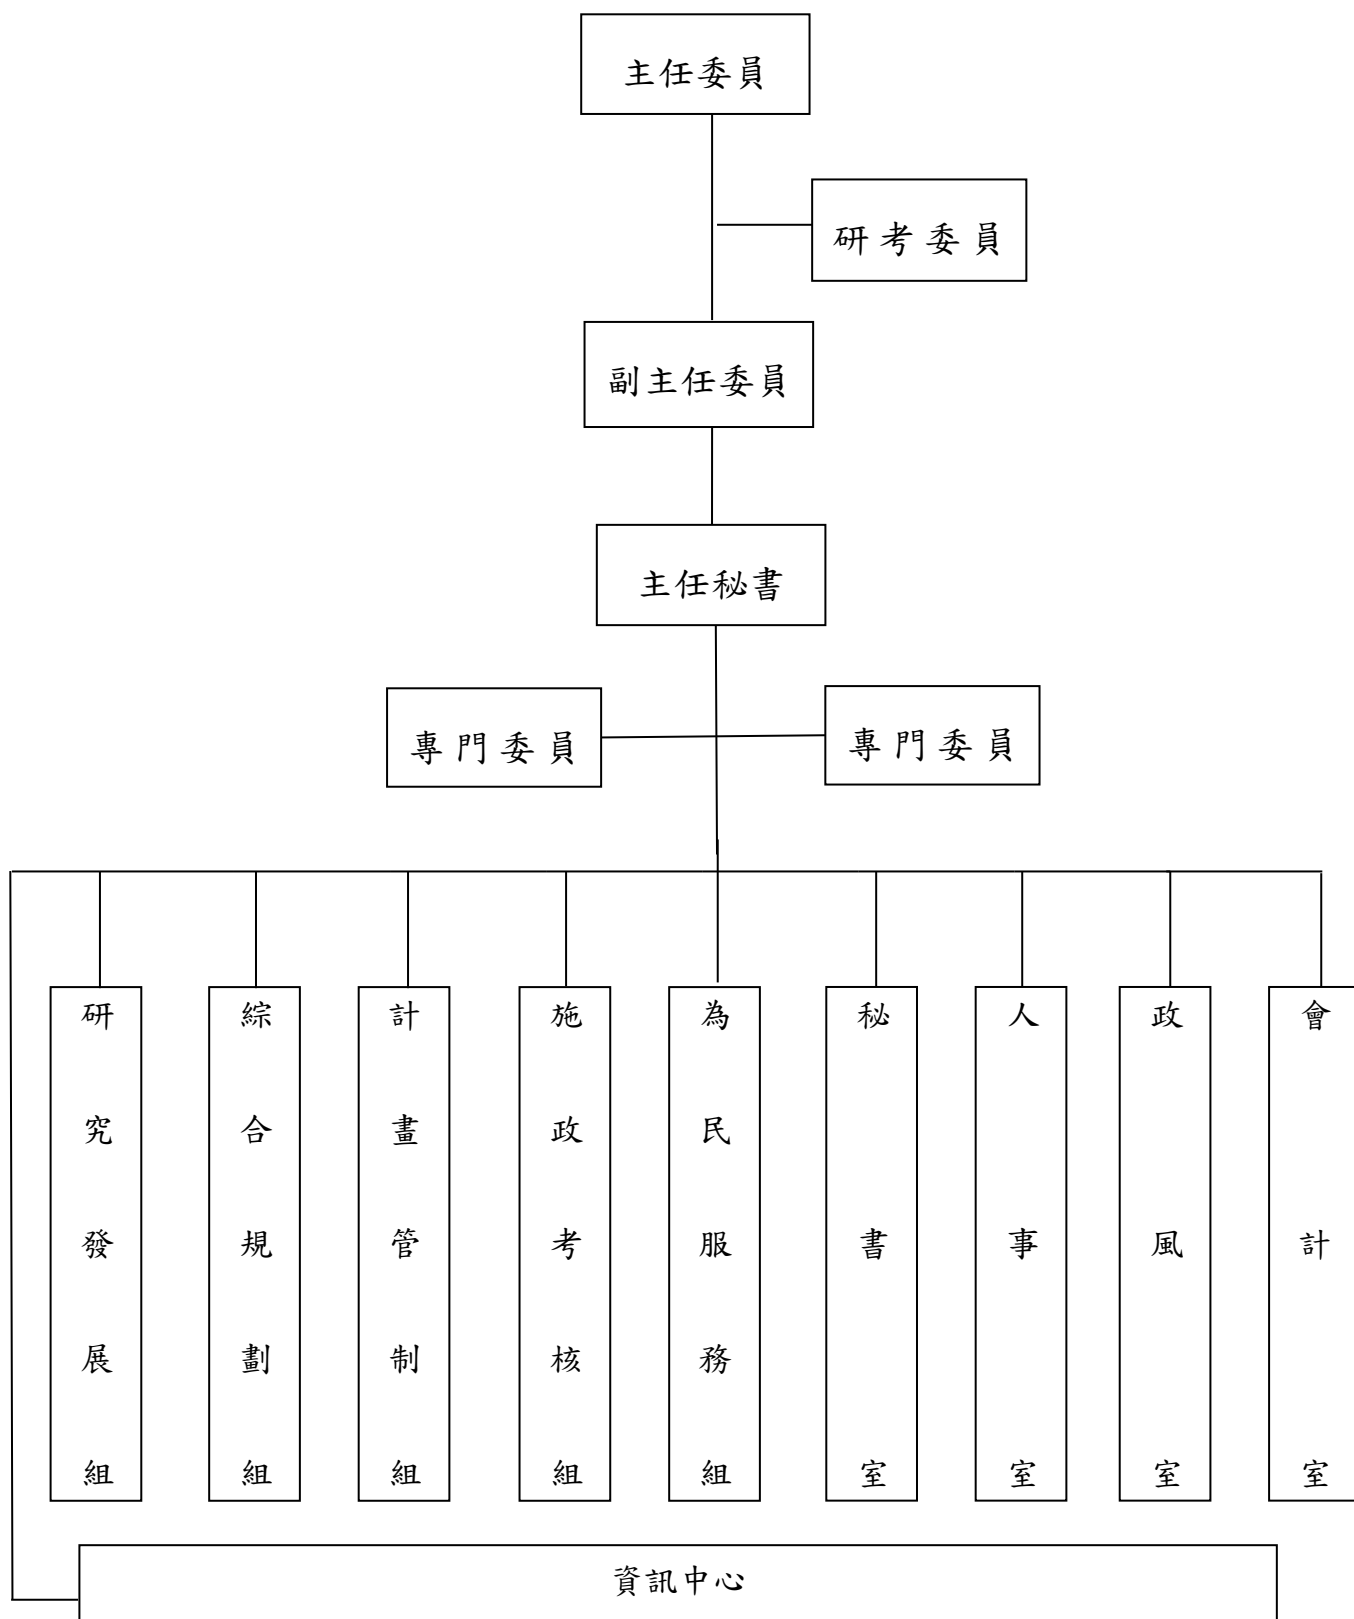 主任委員
研考委員
副主任委員
主任秘書
專門委員
專門委員
研究發展組
綜合規劃組
計畫管制組
施政考核組
為民服務組
秘書室
人事室
政風室
會計室
資訊中心